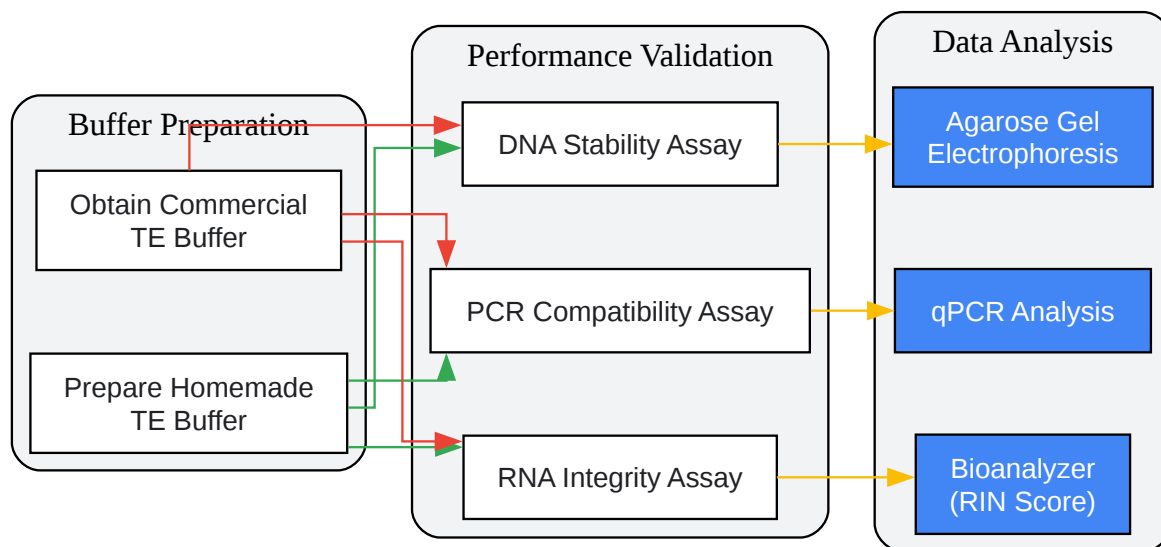 Buffer Preparation
Obtain Commercial
TE Buffer
Prepare Homemade
TE Buffer
Performance Validation
DNA Stability Assay
PCR Compatibility Assay
RNA Integrity Assay
Data Analysis
Agarose Gel
Electrophoresis
qPCR Analysis
Bioanalyzer
(RIN Score)